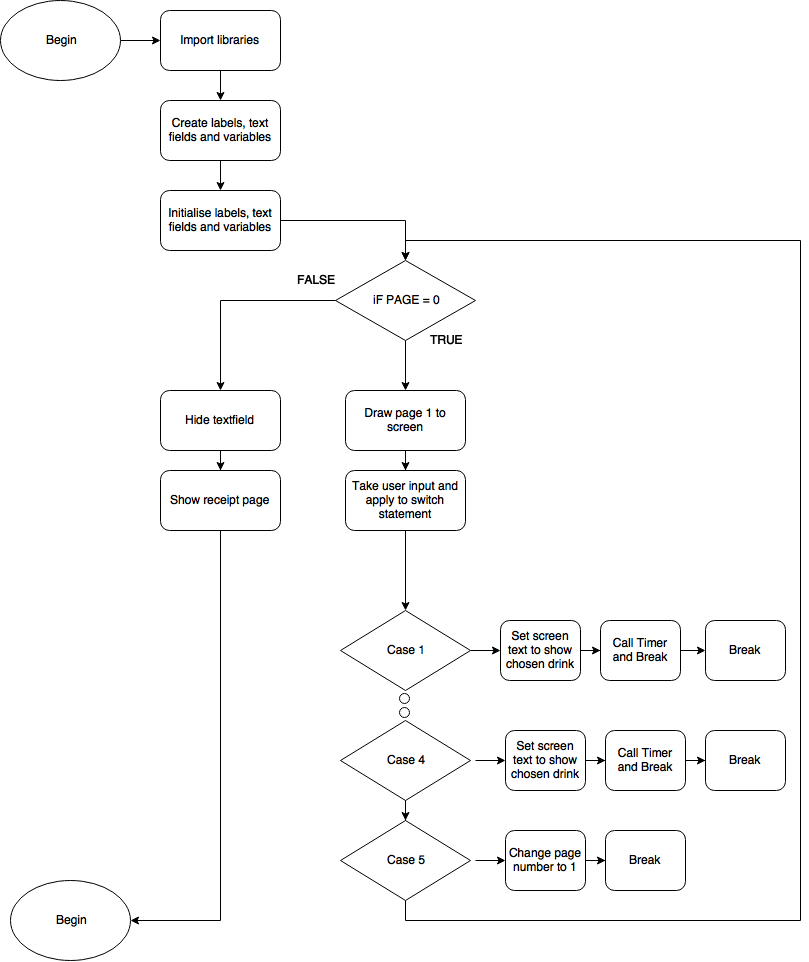 Begin
Import libraries
Create labels, text
fields and variables
Initialise labels, text
fields and variables
FALSE
iF PAGE = 0
TRUE
Hide textfield
Draw page 1 to
screen
Show receipt page
Take user input and
apply to switch
statement
Case 1
Set screen
text to show
chosen drink
Call Timer
and Break
Break
Case 4
Set screen
text to show
chosen drink
Call Timer
and Break
Break
Case 5
Change page
number to 1
Break
Begin